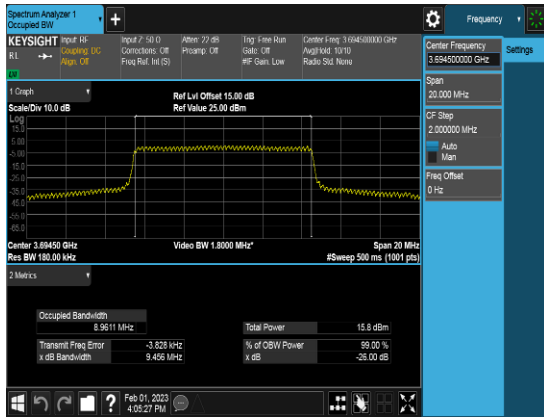 Spectrum Analyzer 1
Occupied BW
+
Frequency
KEYSIGHT
Input: RF
Input Z: 50 Ω
Atten: 22 dB
Trig: Free Run
Center Freq: 3.694500000 GHz
RL
Coupling: DC
Corrections: Off
Preamp: Off
Gate: Off
Avg|Hold: 10/10
Align: Off
Freq Ref: Int (S)
#IF Gain: Low
Radio Std: None
Center Frequency
3.694500000 GHz
Settings
Span
20.000 MHz
CF Step
2.000000 MHz
Auto
Man
Freq Offset
0 Hz
1 Graph
Ref Lvl Offset 15.00 dB
Scale/Div 10.0 dB
Ref Value 25.00 dBm
Log
15.0
5.00
-5.00
-15.0
-25.0
-35.0
-45.0
-55.0
-65.0
Center 3.69450 GHz
Video BW 1.8000 MHz*
Span 20 MHz
Res BW 180.00 kHz
#Sweep 500 ms (1001 pts)
2 Metrics
Occupied Bandwidth
8.9611 MHz
Total Power
15.8 dBm
Transmit Freq Error
-3.828 kHz
% of OBW Power
99.00 %
x dB Bandwidth
9.456 MHz
x dB
-26.00 dB
?
Feb 01, 2023
4:05:27 PM